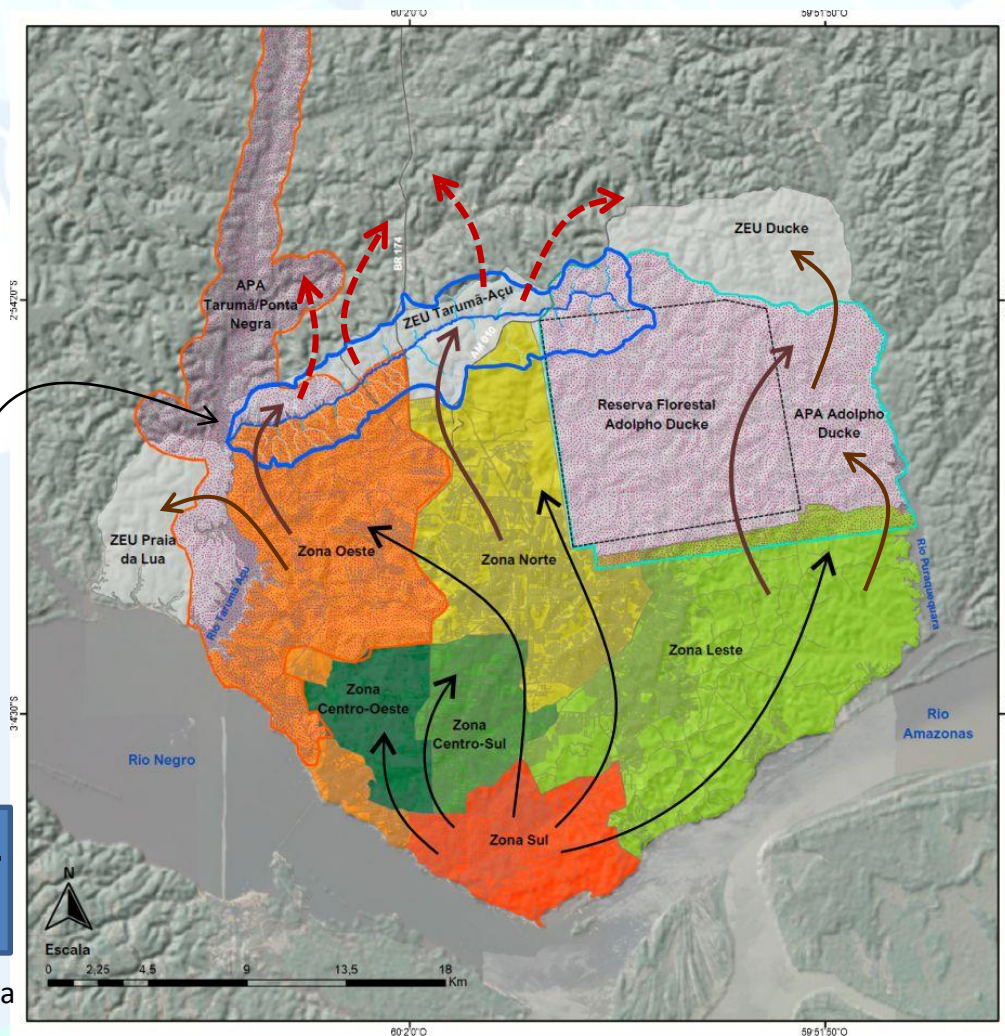 60°2'0"O
59°51'50"O
ZEU Ducke
APA
Tarumã/Ponta
Negra
BR 174
ZEU Tarumã-Açu
2°54'20"S
AM 010
Reserva Florestal
Adolpho Ducke
APA Adolpho
Ducke
ZEU Praia
da Lua
Zona Oeste
Zona Norte
Rio Tarumã Açu
Rio Puraquequara
Zona Leste
Zona
Centro-Oeste
Zona
Centro-Sul
3°4'30"S
Rio
Amazonas
Rio Negro
Zona Sul
N
Escala
0 2,25 4,5 9 13,5 18
Km
a
60°2'0"O
59°51'50"O